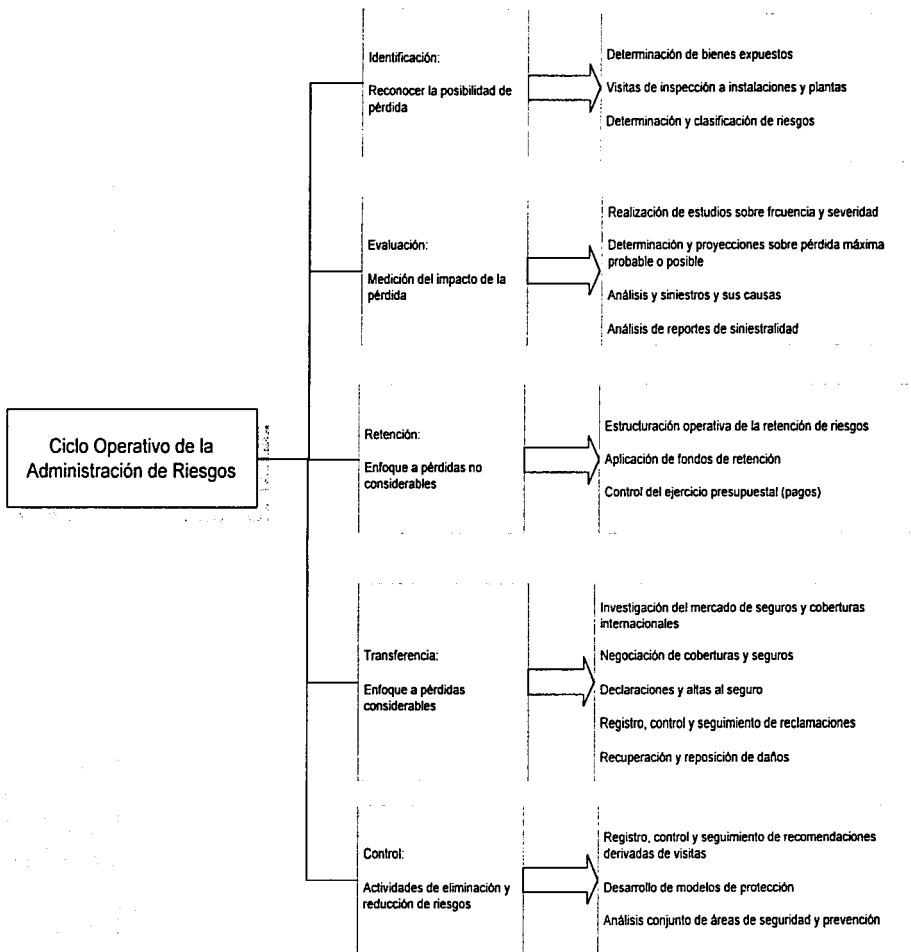 Identificación:
Reconocer la posibilidad de
pérdida
Determinación de bienes expuestos
Visitas de inspección a instalaciones y plantas
Determinación y clasificación de riesgos
Evaluación:
Medición del impacto de la
pérdida
Realización de estudios sobre frcuencia y severidad
Determinación y proyecciones sobre pérdida máxima
probable o posible
Análisis y siniestros y sus causas
Análisis de reportes de siniestralidad
Ciclo Operativo de la
Administración de Riesgos
Retención:
Enfoque a pérdidas no
considerables
Estructuración operativa de la retención de riesgos
Aplicación de fondos de retención
Control del ejercicio presupuestal (pagos)
Transferencia:
Enfoque a pérdidas
considerables
Investigación del mercado de seguros y coberturas
internacionales
Negociación de coberturas y seguros
Declaraciones y altas al seguro
Registro, control y seguimiento de reclamaciones
Recuperación y reposición de daños
Control:
Actividades de eliminación y
reducción de riesgos
Registro, control y seguimiento de recomendaciones
derivadas de visitas
Desarrollo de modelos de protección
Análisis conjunto de áreas de seguridad y prevención